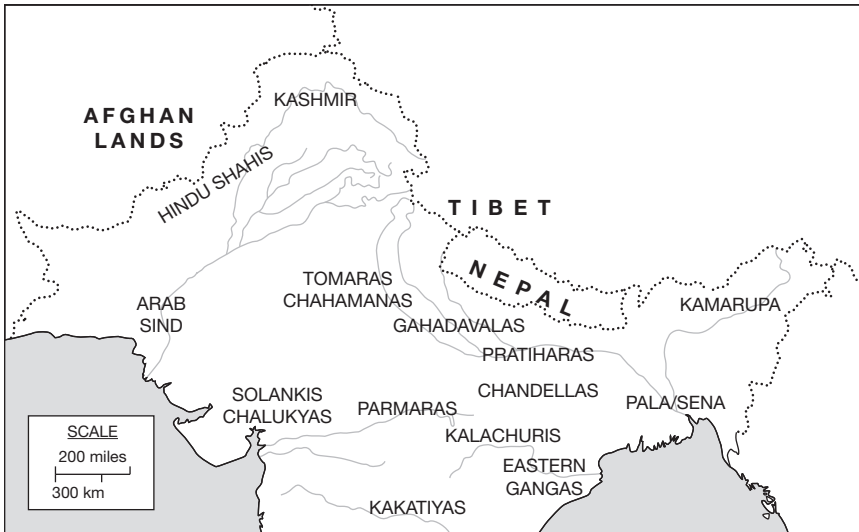 KASHMIR
AFGHAN
LANDS
HINDU SHAHIS
TIBET
NEPAL
TOMARAS
CHAHAMANAS
ARAB
SIND
KAMARUPA
GAHADAVALAS
PRATIHARAS
CHANDELLAS
SOLANKIS
CHALUKYAS
PARMARAS
PALA/SENA
KALACHURIS
EASTERN
GANGAS
KAKATIYAS
SCALE
200 miles
300 km